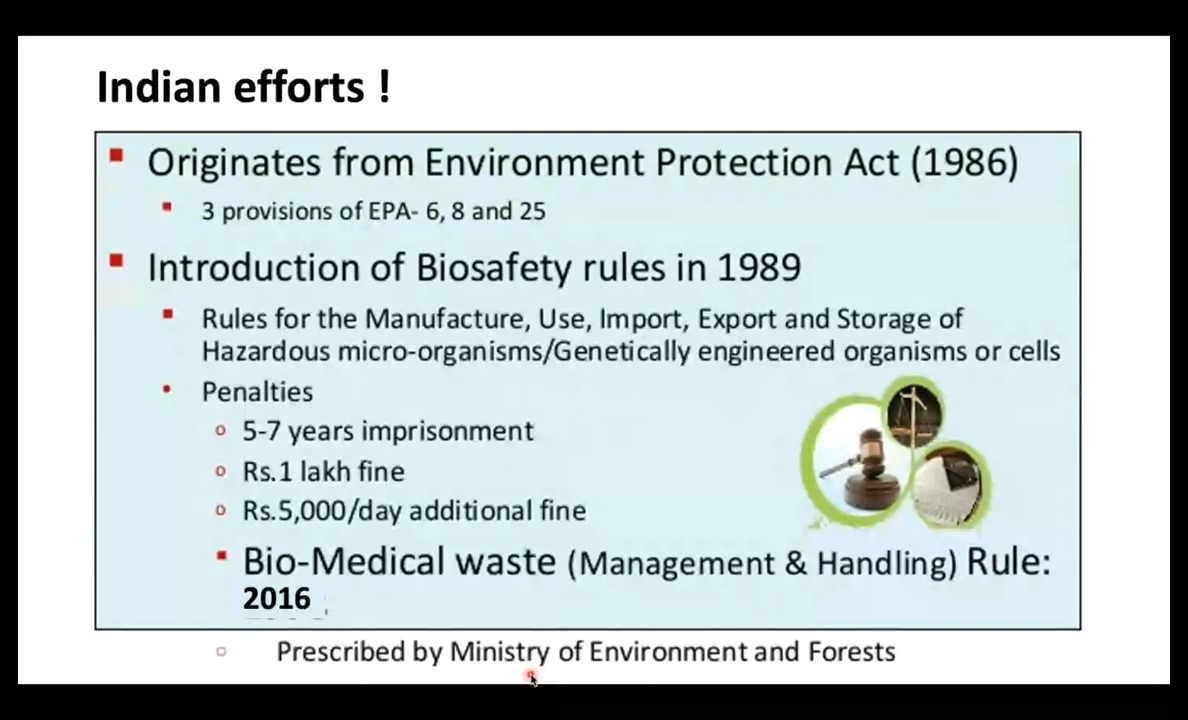 Indian efforts !
Originates from Environment Protection Act (1986)
3 provisions of EPA- 6, 8 and 25
Introduction of Biosafety rules in 1989
Rules for the Manufacture, Use, Import, Export and Storage of
Hazardous micro-organisms/Genetically engineered organisms or cells
Penalties
5-7 years imprisonment
Rs.1 lakh fine
Rs.5,000/day additional fine
Bio-Medical waste (Management & Handling) Rule:
2016
Prescribed by Ministry of Environment and Forests